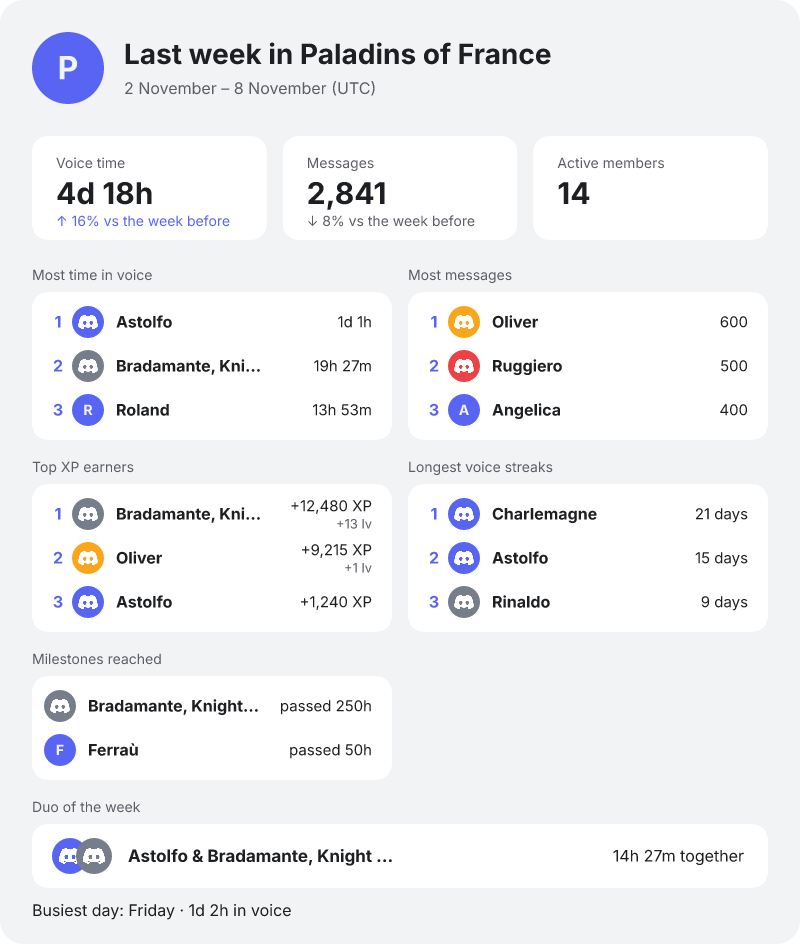 P
Last week in Paladins of France
2 November – 8 November (UTC)
Voice time
4d 18h
↑ 16% vs the week before
Messages
2,841
↓ 8% vs the week before
Active members
14
Most time in voice
1 Astolfo 1d 1h
2 Bradamante, Kni... 19h 27m
3 R Roland 13h 53m
Most messages
1 Oliver 600
2 Ruggiero 500
3 A Angelica 400
Top XP earners
1 Bradamante, Kni... +12,480 XP
+13 lv
2 Oliver +9,215 XP
+1 lv
3 Astolfo +1,240 XP
Longest voice streaks
1 Charlemagne 21 days
2 Astolfo 15 days
3 Rinaldo 9 days
Milestones reached
Bradamante, Knight... passed 250h
F Ferraù passed 50h
Duo of the week
Astolfo & Bradamante, Knight ... 14h 27m together
Busiest day: Friday · 1d 2h in voice